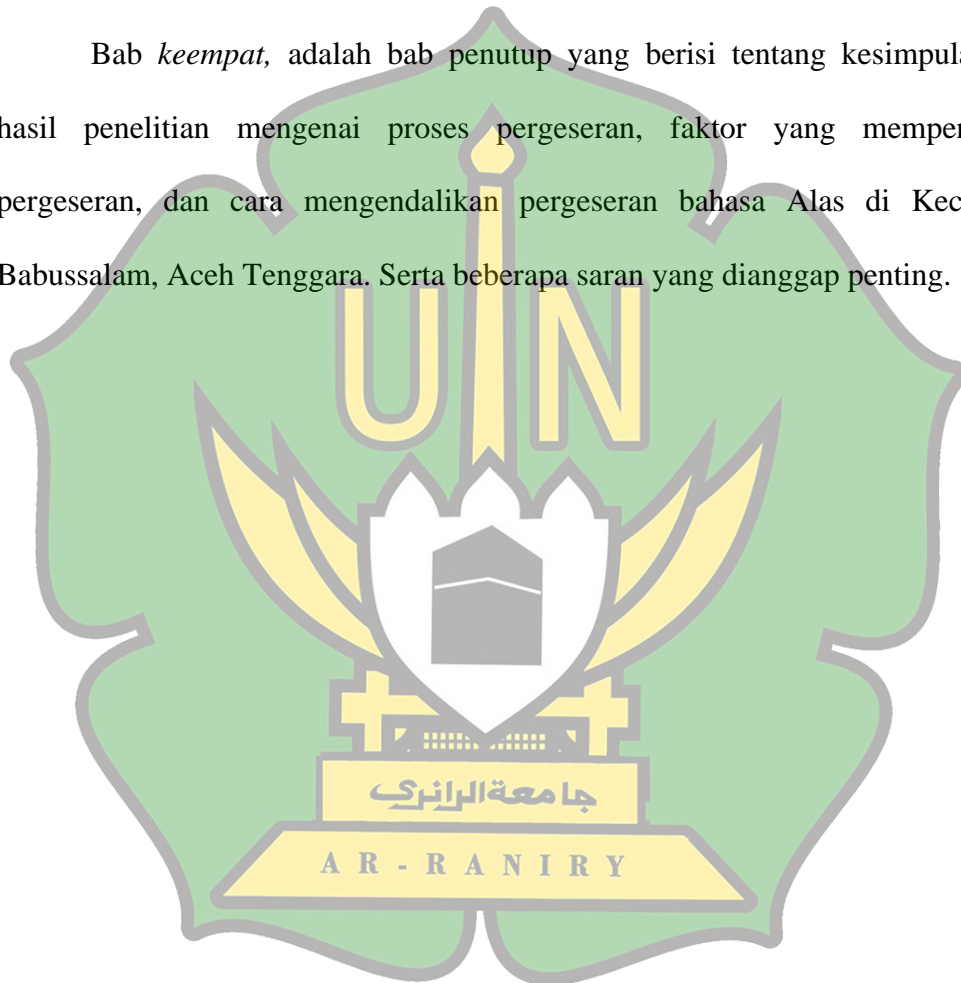 Bab keempat, adalah bab penutup yang berisi tentang kesimpula
hasil penelitian mengenai proses pergeseran, faktor yang memper
pergeseran, dan cara mengendalikan pergeseran bahasa Alas di Kec
Babussalam, Aceh Tenggara. Serta beberapa saran yang dianggap penting.
UIN
جامعة الرانري
AR-RANIRY